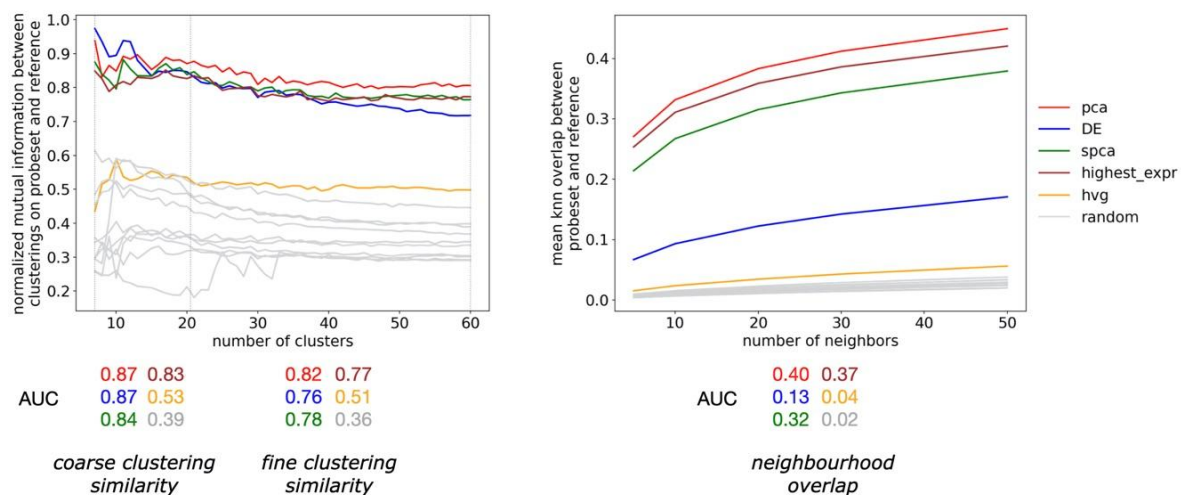 normalized mutual information between
clusterings on probeset and reference
1.0
0.9
0.8
0.7
0.6
0.5
0.4
0.3
0.2
10
20
30
40
50
60
number of clusters
AUC
0.87 0.83
0.87 0.53
0.84 0.39
0.82 0.77
0.76 0.51
0.78 0.36
coarse clustering
similarity
fine clustering
similarity
mean knn overlap between
probeset and reference
0.4
0.3
0.2
0.1
0.0
10
20
30
40
50
number of neighbors
pca
DE
spca
highest_expr
hvg
random
AUC
0.40 0.37
0.13 0.04
0.32 0.02
neighbourhood
overlap